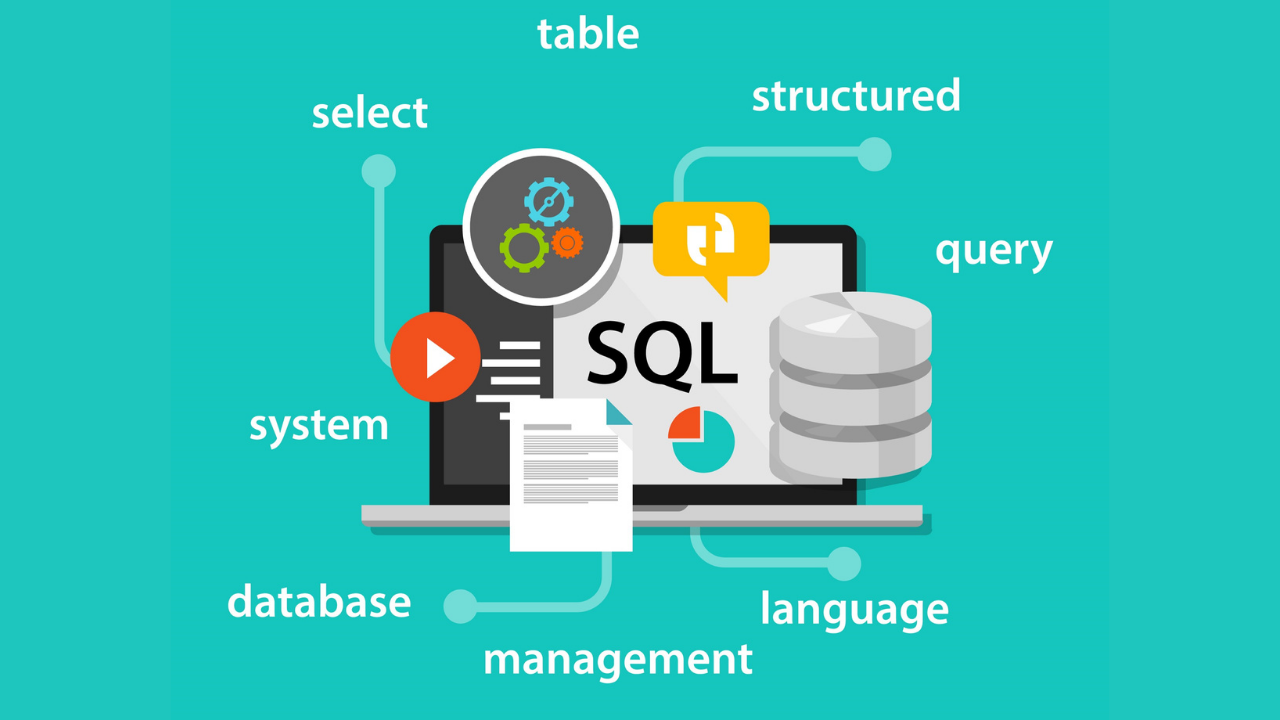 table
select
structured
query
SQL
system
database
language
management